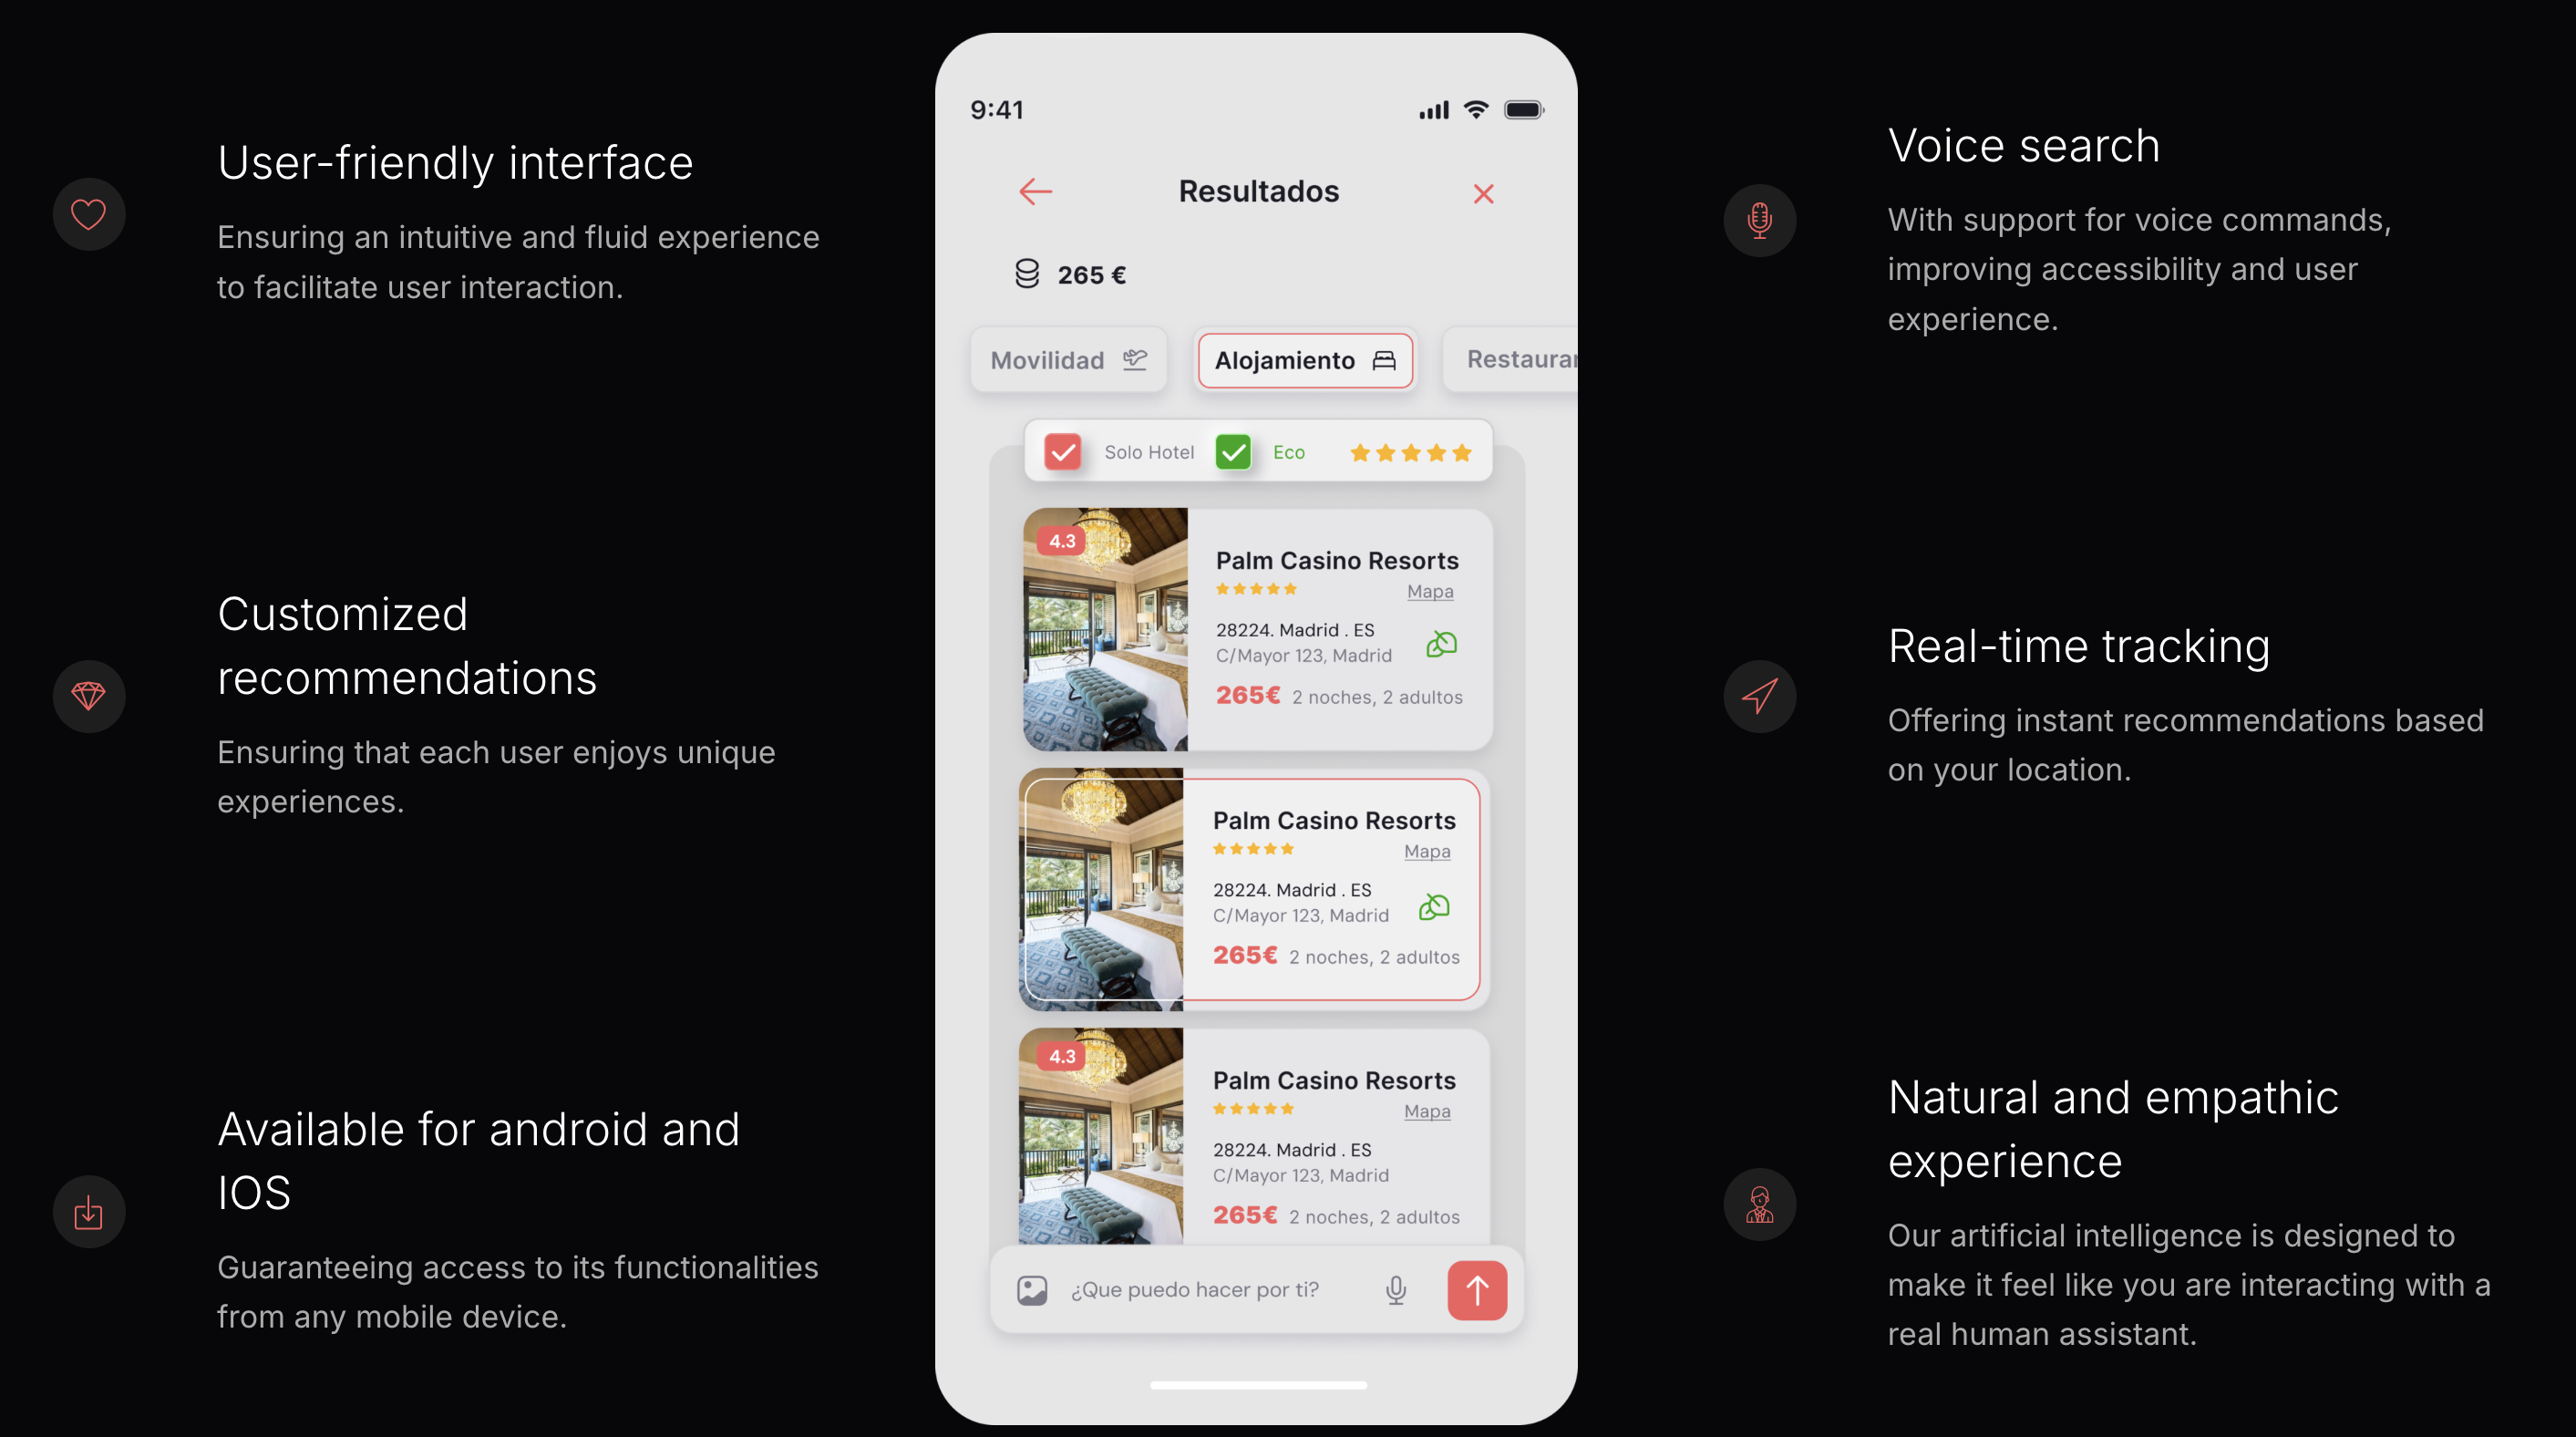 User-friendly interface
Ensuring an intuitive and fluid experience
to facilitate user interaction.
Customized
recommendations
Ensuring that each user enjoys unique
experiences.
Available for android and
IOS
Guaranteeing access to its functionalities
from any mobile device.
9:41
Resultados
265 €
Movilidad
Alojamiento
Restauran
Solo Hotel
Eco
4.3
Palm Casino Resorts
Mapa
28224. Madrid . ES
C/Mayor 123, Madrid
265€ 2 noches, 2 adultos
Palm Casino Resorts
Mapa
28224. Madrid . ES
C/Mayor 123, Madrid
265€ 2 noches, 2 adultos
4.3
Palm Casino Resorts
Mapa
28224. Madrid . ES
C/Mayor 123, Madrid
265€ 2 noches, 2 adultos
¿Que puedo hacer por ti?
Voice search
With support for voice commands,
improving accessibility and user
experience.
Real-time tracking
Offering instant recommendations based
on your location.
Natural and empathic
experience
Our artificial intelligence is designed to
make it feel like you are interacting with a
real human assistant.